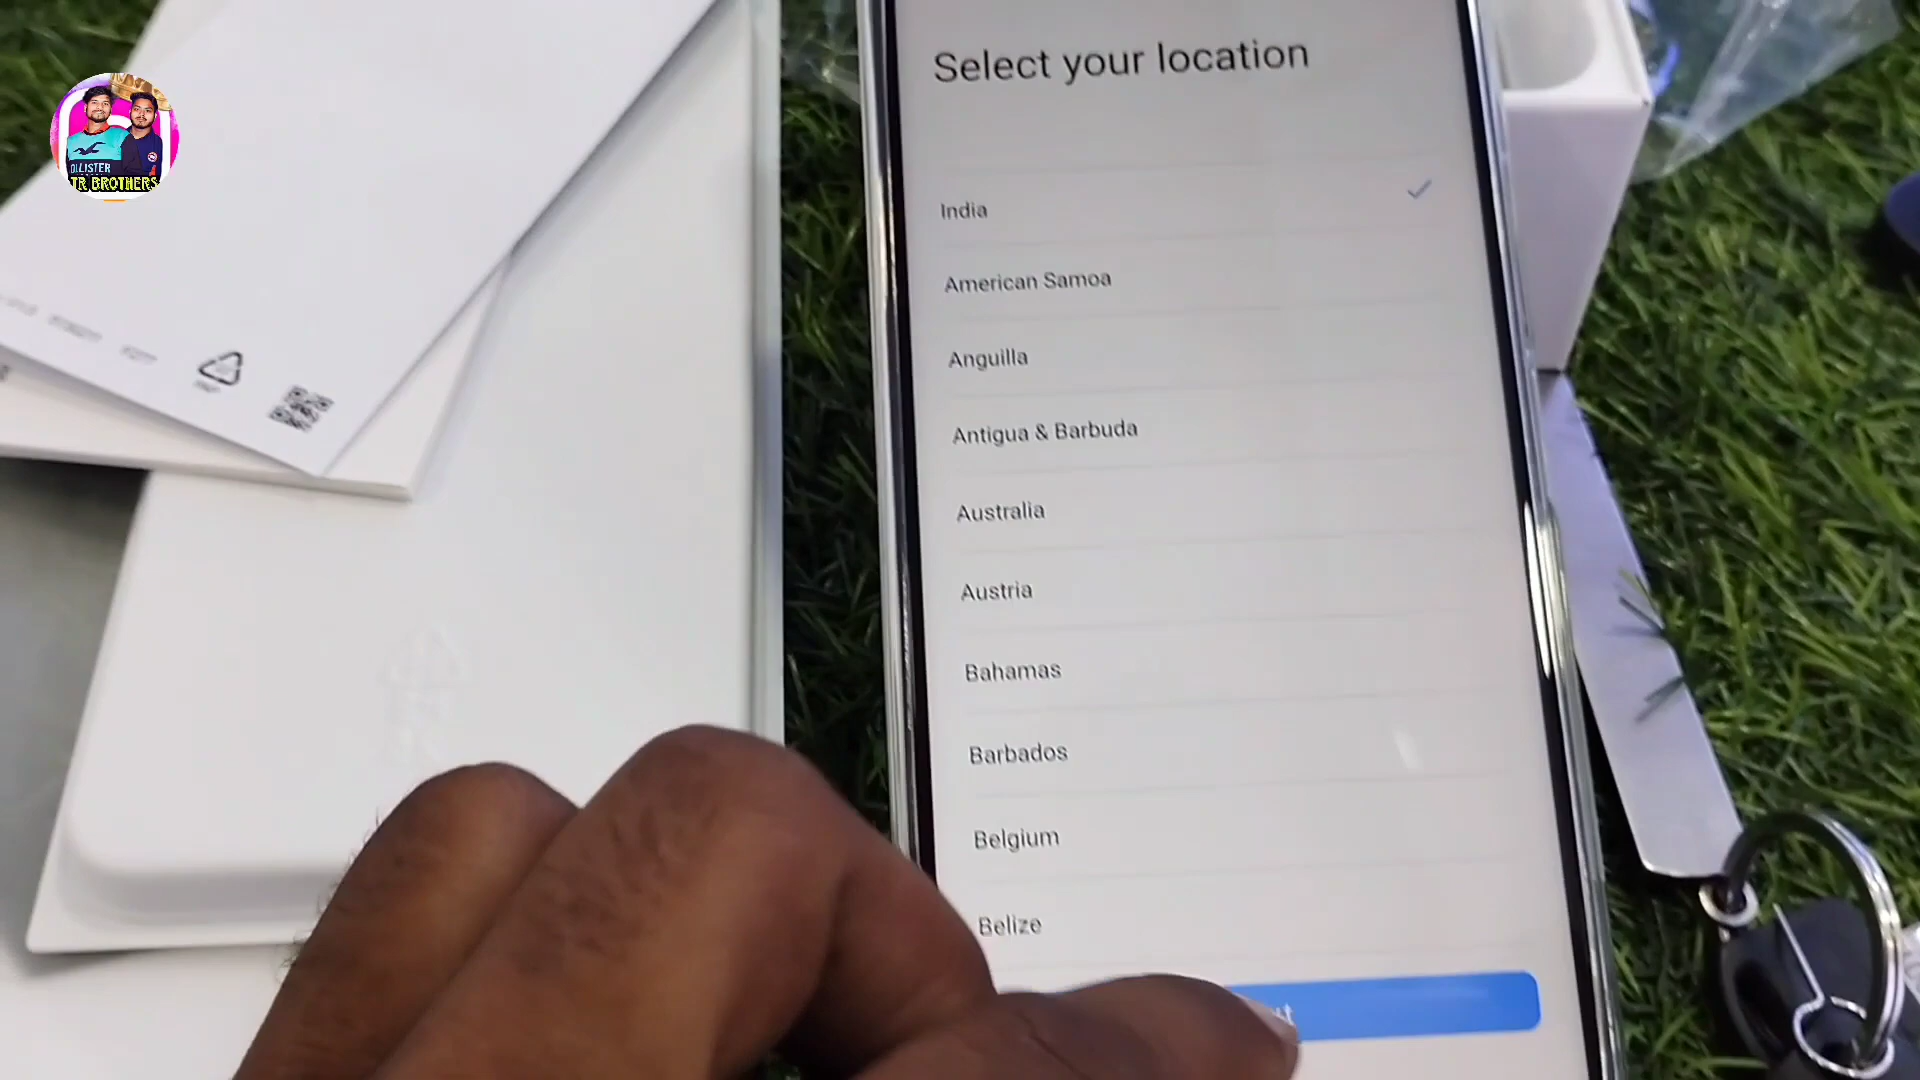 OLLISTER
TR BROTHERS
Select your location
India
American Samoa
Anguilla
Antigua & Barbuda
Australia
Austria
Bahamas
Barbados
Belgium
Belize